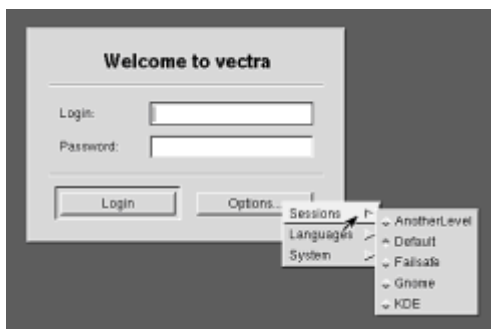 Welcome to vectra
Login:
Password:
Login
Options...
Sessions
Languages
System
AnotherLevel
Default
Failsafe
Gnome
KDE